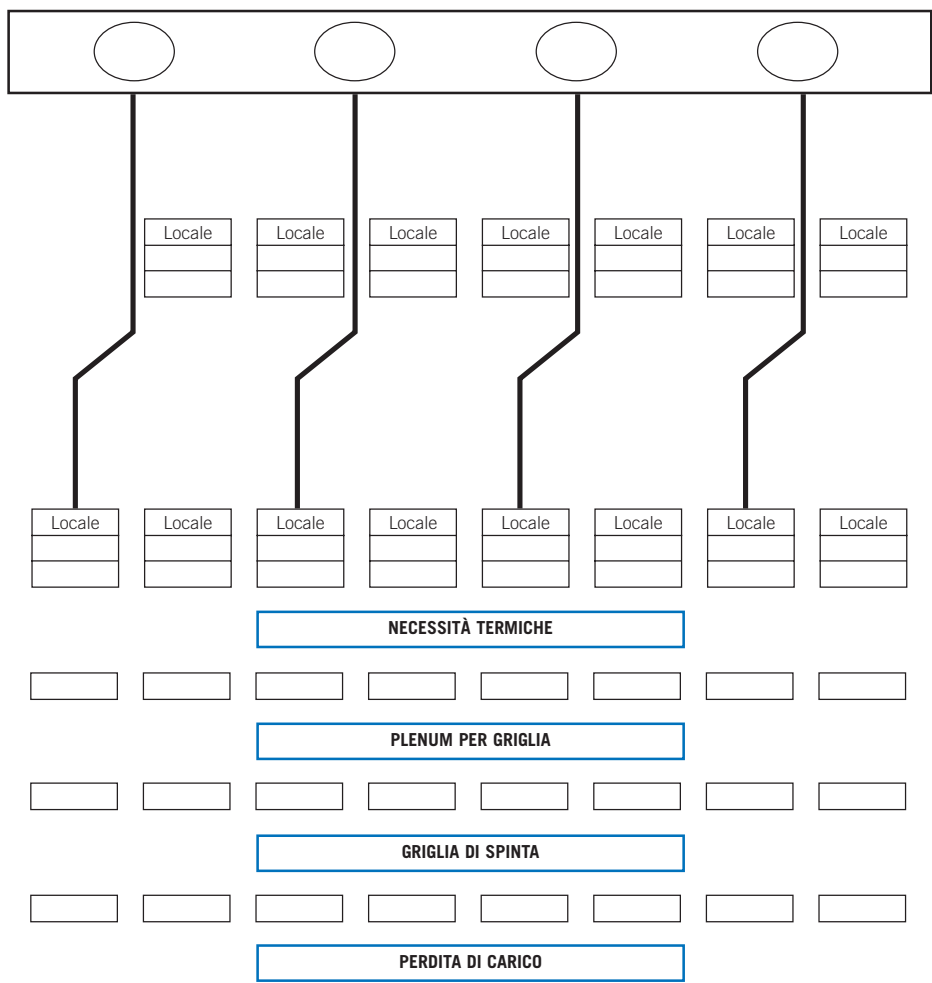 Locale Locale Locale Locale Locale Locale Locale
Locale Locale Locale Locale Locale Locale Locale Locale
NECESSITÀ TERMICHE
PLENUM PER GRIGLIA
GRIGLIA DI SPINTA
PERDITA DI CARICO